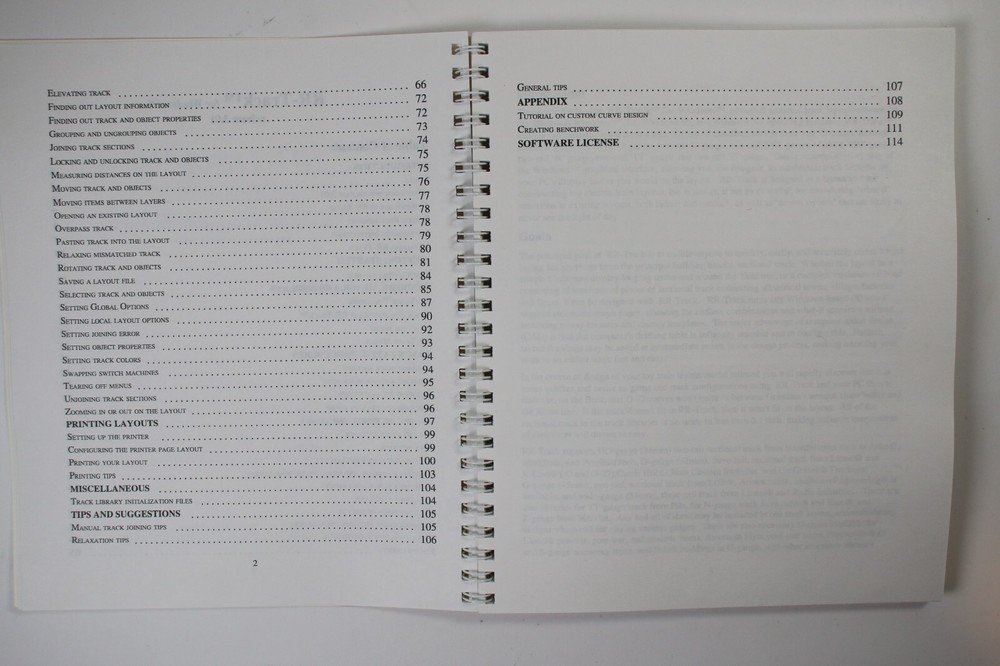 ELEVATING TRACK 66
FINDING OUT LAYOUT INFORMATION 72
FINDING OUT TRACK AND OBJECT PROPERTIES 72
GROUPING AND UNGROUPING OBJECTS 73
JOINING TRACK SECTIONS 74
LOCKING AND UNLOCKING TRACK AND OBJECTS 75
MEASURING DISTANCES ON THE LAYOUT 75
MOVING TRACK AND OBJECTS 76
MOVING ITEMS BETWEEN LAYERS 77
OPENING AN EXISTING LAYOUT 78
OVERPASS TRACK 78
PASTING TRACK INTO THE LAYOUT 79
RELAXING MISMATCHED TRACK 80
ROTATING TRACK AND OBJECTS 81
SAVING A LAYOUT FILE 84
SELECTING TRACK AND OBJECTS 85
SETTING GLOBAL OPTIONS 87
SETTING LOCAL LAYOUT OPTIONS 90
SETTING JOINING ERROR 92
SETTING OBJECT PROPERTIES 93
SETTING TRACK COLORS 94
SWAPPING SWITCH MACHINES 94
TEARING OFF MENUS 95
UNJOINING TRACK SECTIONS 96
ZOOMING IN OR OUT ON THE LAYOUT 96
PRINTING LAYOUTS 97
SETTING UP THE PRINTER 99
CONFIGURING THE PRINTER PAGE LAYOUT 99
PRINTING YOUR LAYOUT 100
PRINTING TIPS 103
MISCELLANEOUS 104
TRACK LIBRARY INITIALIZATION FILES 104
TIPS AND SUGGESTIONS 105
MANUAL TRACK JOINING TIPS 105
RELAXATION TIPS 106
2
GENERAL TIPS 107
APPENDIX 108
TUTORIAL ON CUSTOM CURVE DESIGN 109
CREATING BENCHWORK 111
SOFTWARE LICENSE 114